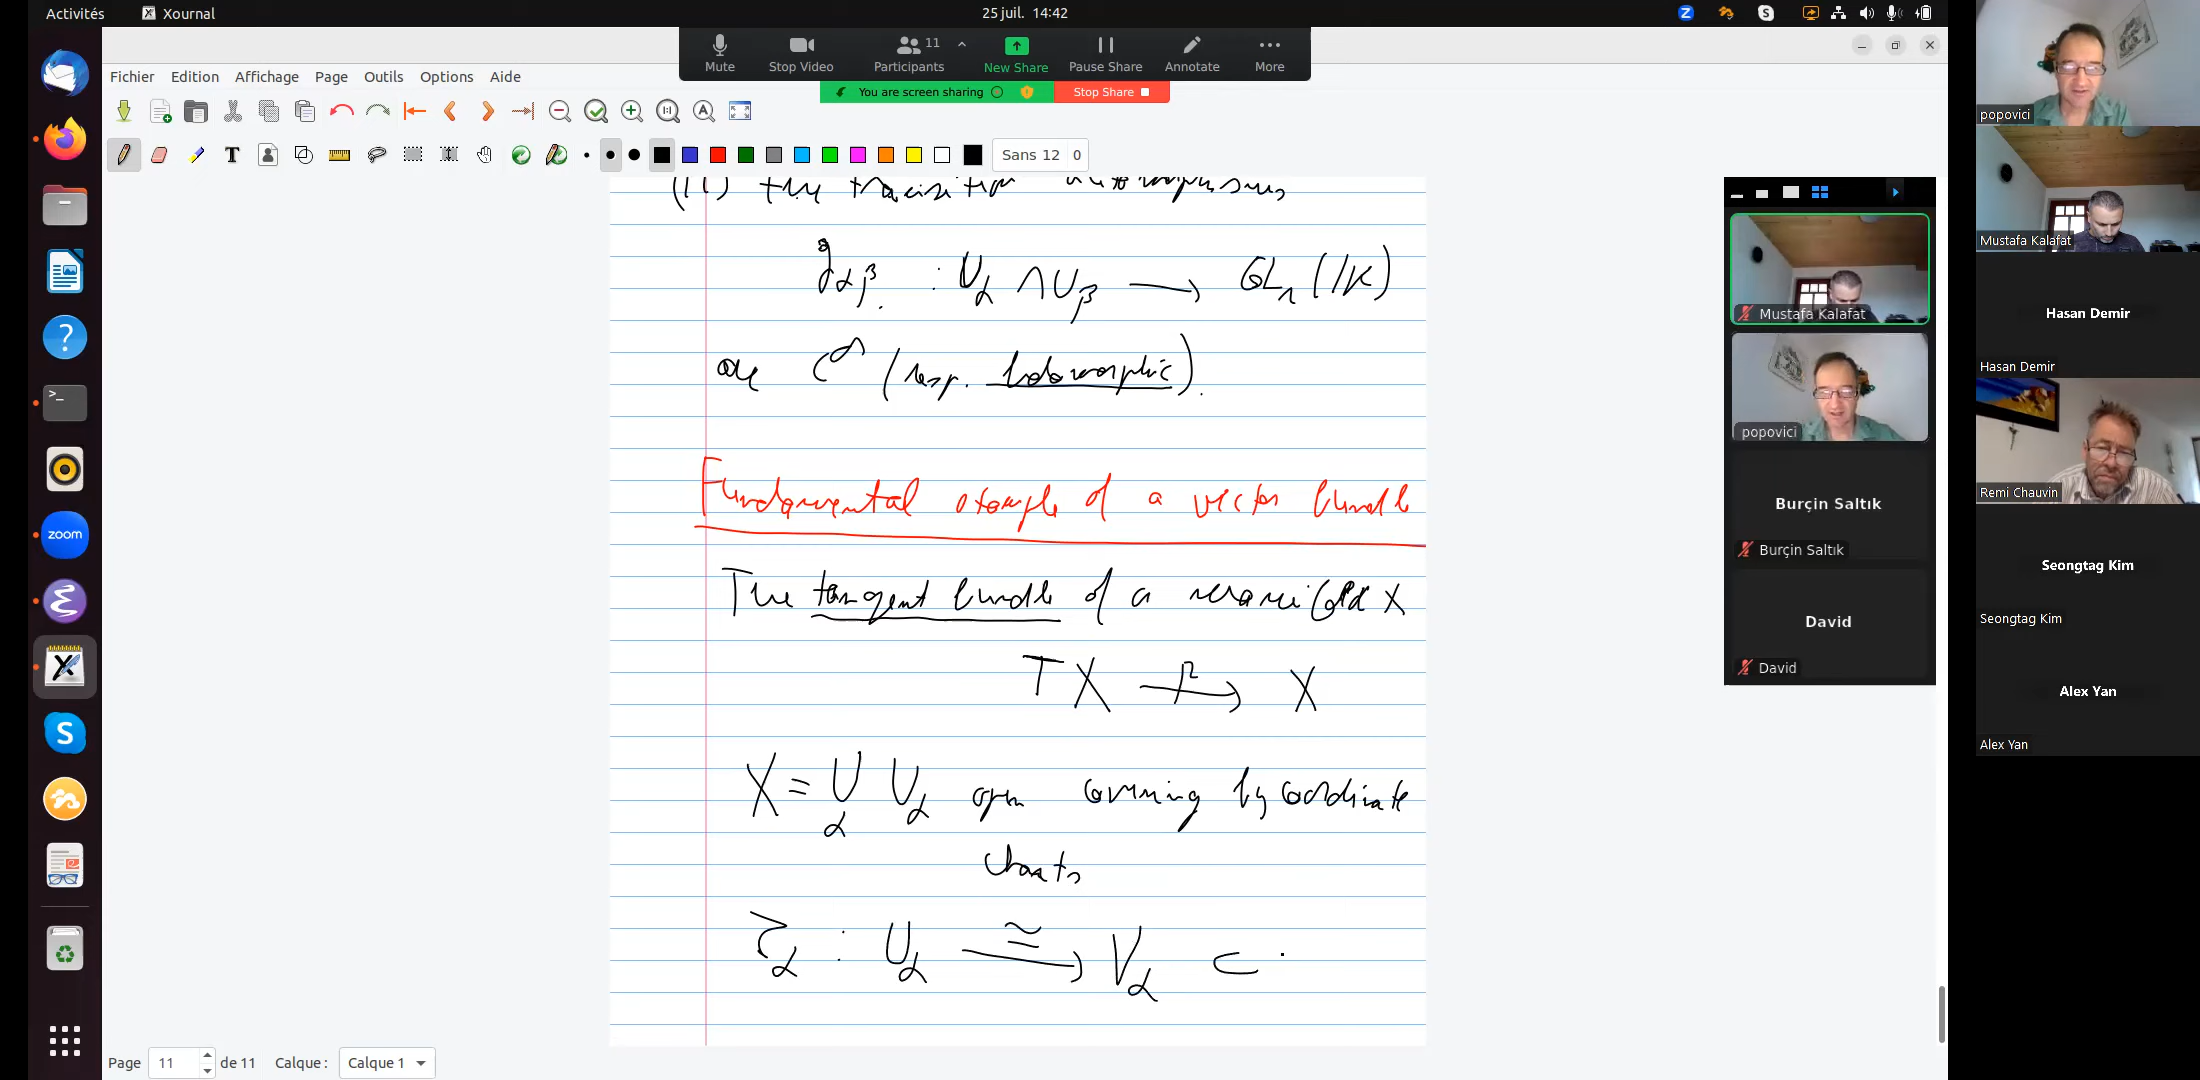 Activités
Xournal
25 juil. 14:42
Mute
Stop Video
Participants
11
New Share
Pause Share
Annotate
More
You are screen sharing
Stop Share
Fichier Edition Affichage Page Outils Options Aide
Sans 12 0
(ii) the transition automorphisms
g_{αβ} : U_α ∩ U_β ⟶ GL_r (𝕂)
are C^∞ (resp. holomorphic).
Fundamental example of a vector bundle
The tangent bundle of a manifold X
TX —p→ X
X = ⋃_α U_α open covering by coordinate
charts
τ_α : U_α —≃→ V_α ⊂
Page 11 de 11 Calque : Calque 1
zoom
Mustafa Kalafat
popovici
Burçin Saltık
Burçin Saltık
David
David
popovici
Mustafa Kalafat
Hasan Demir
Hasan Demir
Remi Chauvin
Seongtag Kim
Seongtag Kim
Alex Yan
Alex Yan